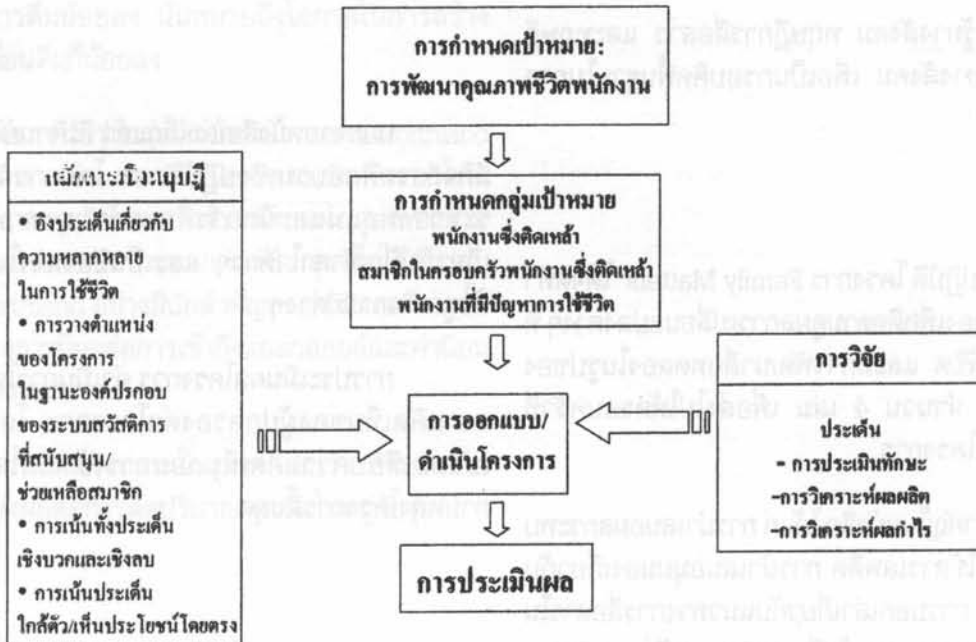 การกำหนดเป้าหมาย:
การพัฒนาคุณภาพชีวิตพนักงาน
การกำหนดกลุ่มเป้าหมาย
พนักงานซึ่งติดเหล้า
สมาชิกในครอบครัวพนักงานซึ่งติดเหล้า
พนักงานที่มีปัญหาการใช้ชีวิต
• อิงประเด็นเกี่ยวกับ
ความหลากหลาย
ในการใช้ชีวิต
• การวางตำแหน่ง
ของโครงการ
ในฐานะองค์ประกอบ
ของระบบสวัสดิการ
ที่สนับสนุน/
ช่วยเหลือสมาชิก
• การเน้นทั้งประเด็น
เชิงบวกและเชิงลบ
• การเน้นประเด็น
ใกล้ตัว/เห็นประโยชน์โดยตรง
การออกแบบ/
ดำเนินโครงการ
การวิจัย
ประเด็น
- การประเมินทักษะ
-การวิเคราะห์ผลผลิต
-การวิเคราะห์ผลกำไร
การประเมินผล